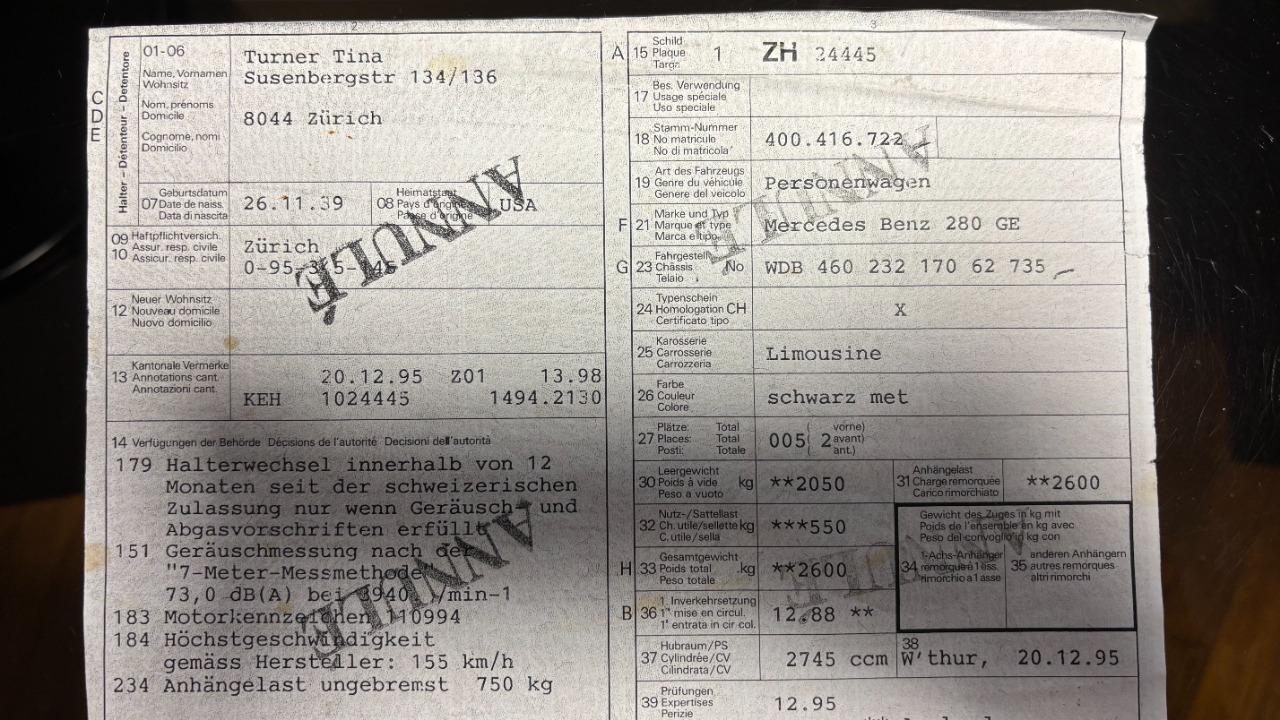 2
3
C
D
E
Halter – Détenteur – Detentore
01-06
Name, Vornamen
Wohnsitz
Nom, prénoms
Domicile
Cognome, nomi
Domicilio
Turner Tina
Susenbergstr 134/136
8044 Zürich
07 Geburtsdatum
Date de naiss.
Data di nascita
26.11.39
08 Heimatstaat
Pays d'origine
Paese d'origine
USA
09 Haftpflichtversich.
10 Assur. resp. civile
Assicur. resp. civile
Zürich
12 Neuer Wohnsitz
Nouveau domicile
Nuovo domicilio
13 Kantonale Vermerke
Annotations cant.
Annotazioni cant.
20.12.95 Z01 13.98
KEH 1024445 1494.2130
14 Verfügungen der Behörde Décisions de l'autorité Decisioni dell'autorità
179 Halterwechsel innerhalb von 12
Monaten seit der schweizerischen
Zulassung nur wenn Geräusch- und
Abgasvorschriften erfüllt
151 Geräuschmessung nach der
"7-Meter-Messmethode"
73,0 dB(A) bei 3940 /min-1
183 Motorkennzeichen: 110994
184 Höchstgeschwindigkeit
gemäss Hersteller: 155 km/h
234 Anhängelast ungebremst 750 kg
ANNULÉ
ANNULÉ
A 15 Schild
Plaque
Targa
1 ZH 24445
17 Bes. Verwendung
Usage spéciale
Uso speciale
18 Stamm-Nummer
No matricule
No di matricola
400.416.722
19 Art des Fahrzeugs
Genre du véhicule
Genere del veicolo
Personenwagen
F 21 Marke und Typ
Marque et type
Marca e tipo
Mercedes Benz 280 GE
G 23 Fahrgestell
Châssis No
Telaio
WDB 460 232 170 62 735
24 Typenschein
Homologation CH
Certificato tipo
X
25 Karosserie
Carrosserie
Carrozzeria
Limousine
26 Farbe
Couleur
Colore
schwarz met
27 Plätze: Total
Places: Total
Posti: Totale
005 ( 2 vorne)
avant)
ant.)
30 Leergewicht
Poids à vide kg
Peso a vuoto
**2050
31 Anhängelast
Charge remorquée
Carico rimorchiato
**2600
32 Nutz-/Sattellast
Ch. utile/sellette kg
C. utile/sella
***550
Gewicht des Zuges in kg mit
Poids de l'ensemble en kg avec
Peso del convoglio in kg con
H 33 Gesamtgewicht
Poids total kg
Peso totale
**2600
34 1-Achs-Anhänger
remorque à 1 ess.
rimorchio a 1 asse
35 anderen Anhängern
autres remorques
altri rimorchi
B 36 1. Inverkehrsetzung
1re mise en circul.
1a entrata in circol.
12.88 **
37 Hubraum/PS
Cylindrée/CV
Cilindrata/CV
2745 ccm
38
W'thur, 20.12.95
39 Prüfungen
Expertises
Perizie
12.95